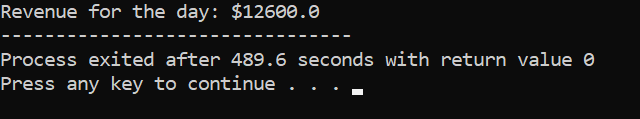 Revenue for the day: $12600.0
--------------------------------
Process exited after 489.6 seconds with return value 0
Press any key to continue . . .